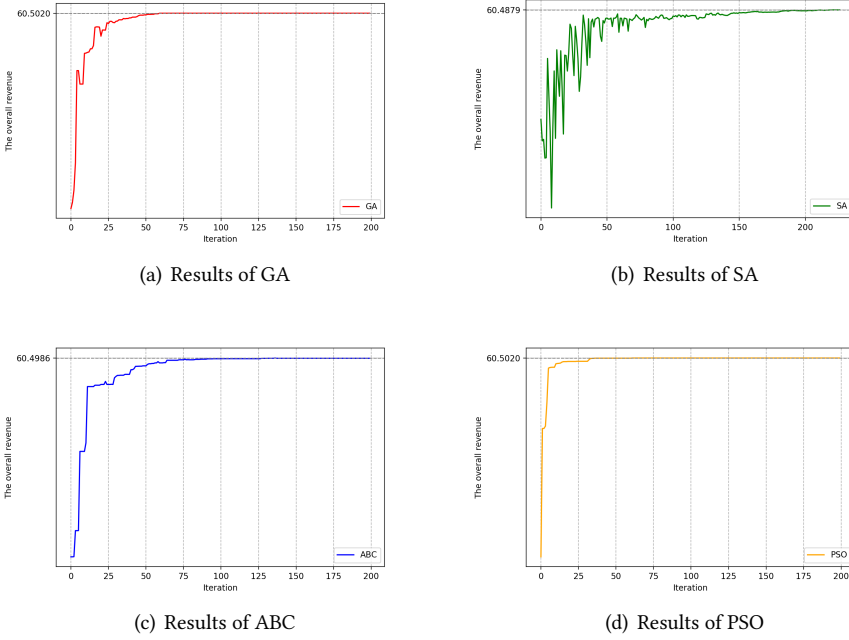 60.5020
The overall revenue
GA
0 25 50 75 100 125 150 175 200
Iteration
(a) Results of GA
60.4879
The overall revenue
SA
0 50 100 150 200
Iteration
(b) Results of SA
60.4986
The overall revenue
ABC
0 25 50 75 100 125 150 175 200
Iteration
(c) Results of ABC
60.5020
The overall revenue
PSO
0 25 50 75 100 125 150 175 200
Iteration
(d) Results of PSO